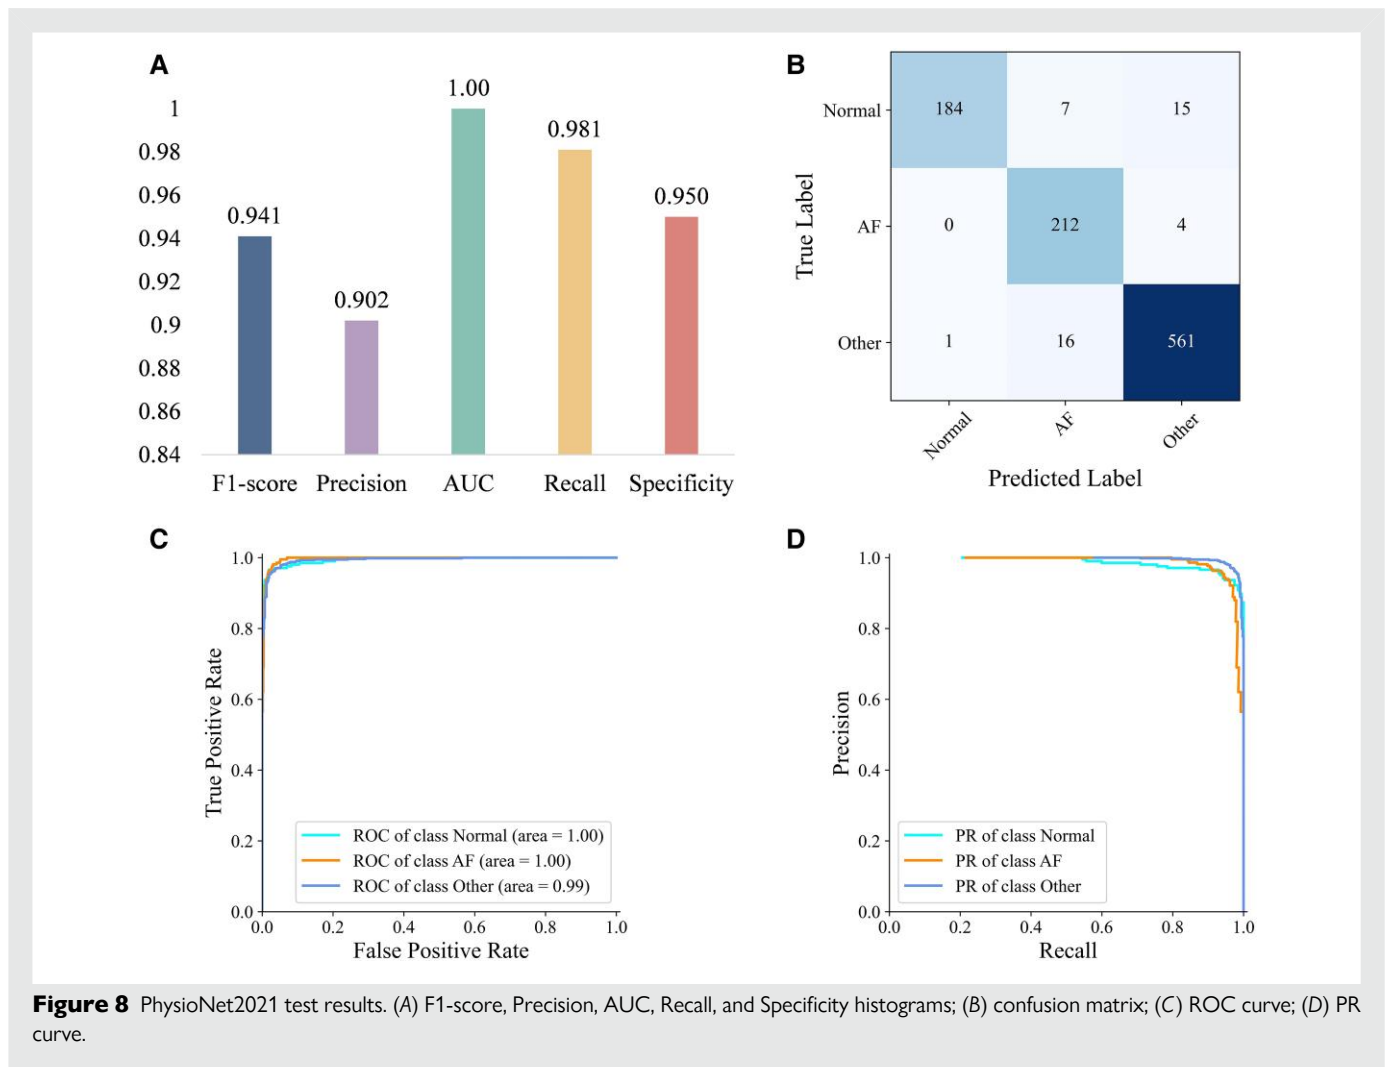 A
1
0.98
0.96
0.94
0.92
0.9
0.88
0.86
0.84
0.941
0.902
1.00
0.981
0.950
F1-score Precision AUC Recall Specificity
B
True Label
Normal 184 7 15
AF 0 212 4
Other 1 16 561
Normal AF Other
Predicted Label
C
True Positive Rate
1.0
0.8
0.6
0.4
0.2
0.0
ROC of class Normal (area = 1.00)
ROC of class AF (area = 1.00)
ROC of class Other (area = 0.99)
0.0 0.2 0.4 0.6 0.8 1.0
False Positive Rate
D
Precision
1.0
0.8
0.6
0.4
0.2
0.0
PR of class Normal
PR of class AF
PR of class Other
0.0 0.2 0.4 0.6 0.8 1.0
Recall
Figure 8 PhysioNet2021 test results. (A) F1-score, Precision, AUC, Recall, and Specificity histograms; (B) confusion matrix; (C) ROC curve; (D) PR
curve.